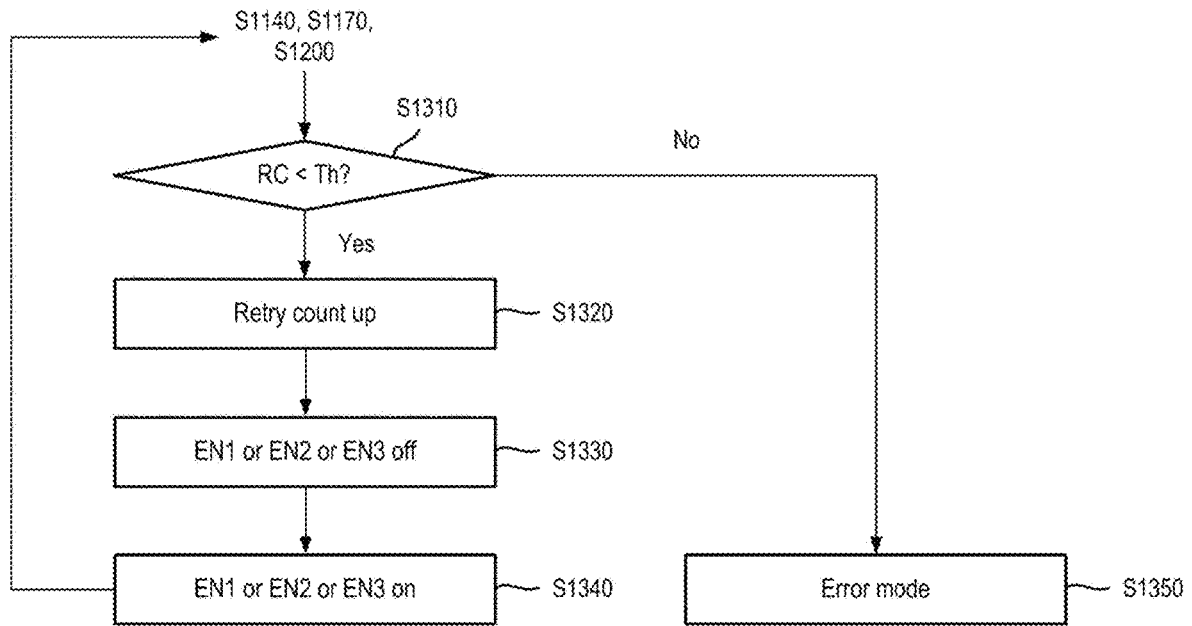 S1140, S1170,
S1200
S1310
RC < Th?
No
Yes
Retry count up
S1320
EN1 or EN2 or EN3 off
S1330
EN1 or EN2 or EN3 on
S1340
Error mode
S1350